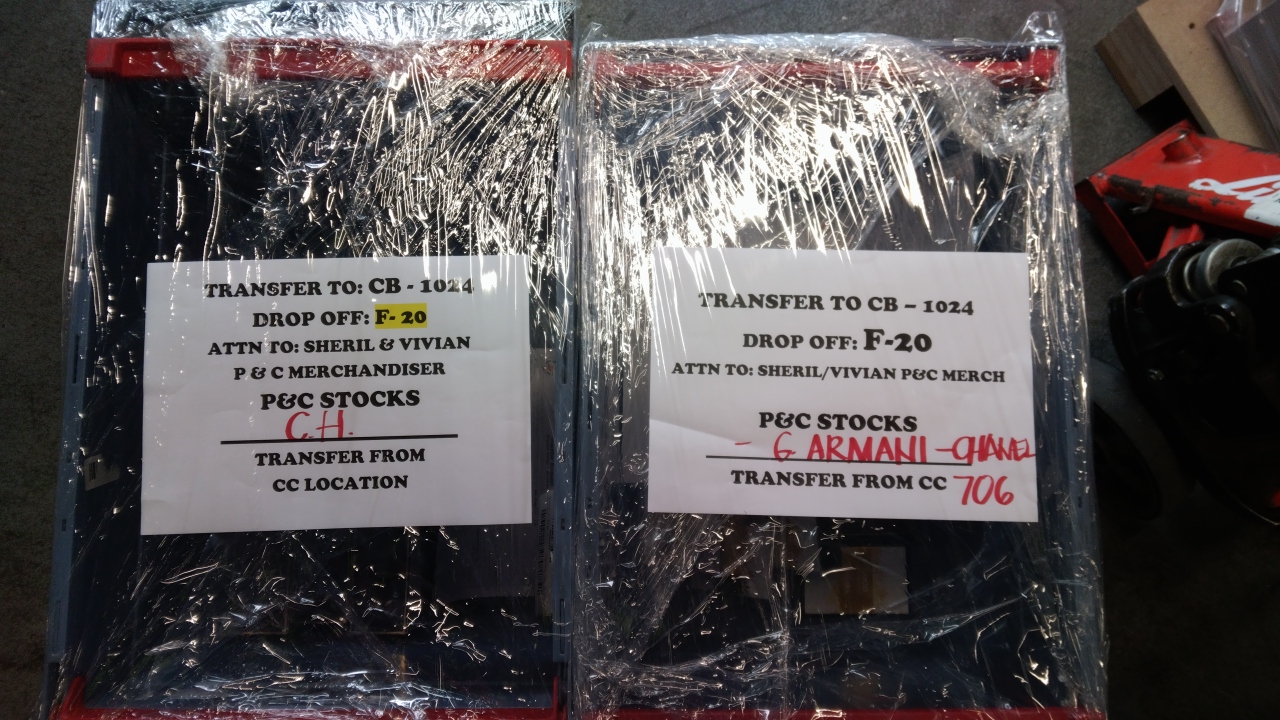 TRANSFER TO: CB - 1024
DROP OFF: F- 20
ATTN TO: SHERIL & VIVIAN
P & C MERCHANDISER
P&C STOCKS
C.H.
TRANSFER FROM
CC LOCATION
TRANSFER TO CB – 1024
DROP OFF: F-20
ATTN TO: SHERIL/VIVIAN P&C MERCH
P&C STOCKS
- G ARMANI - CHANEL
TRANSFER FROM CC 706